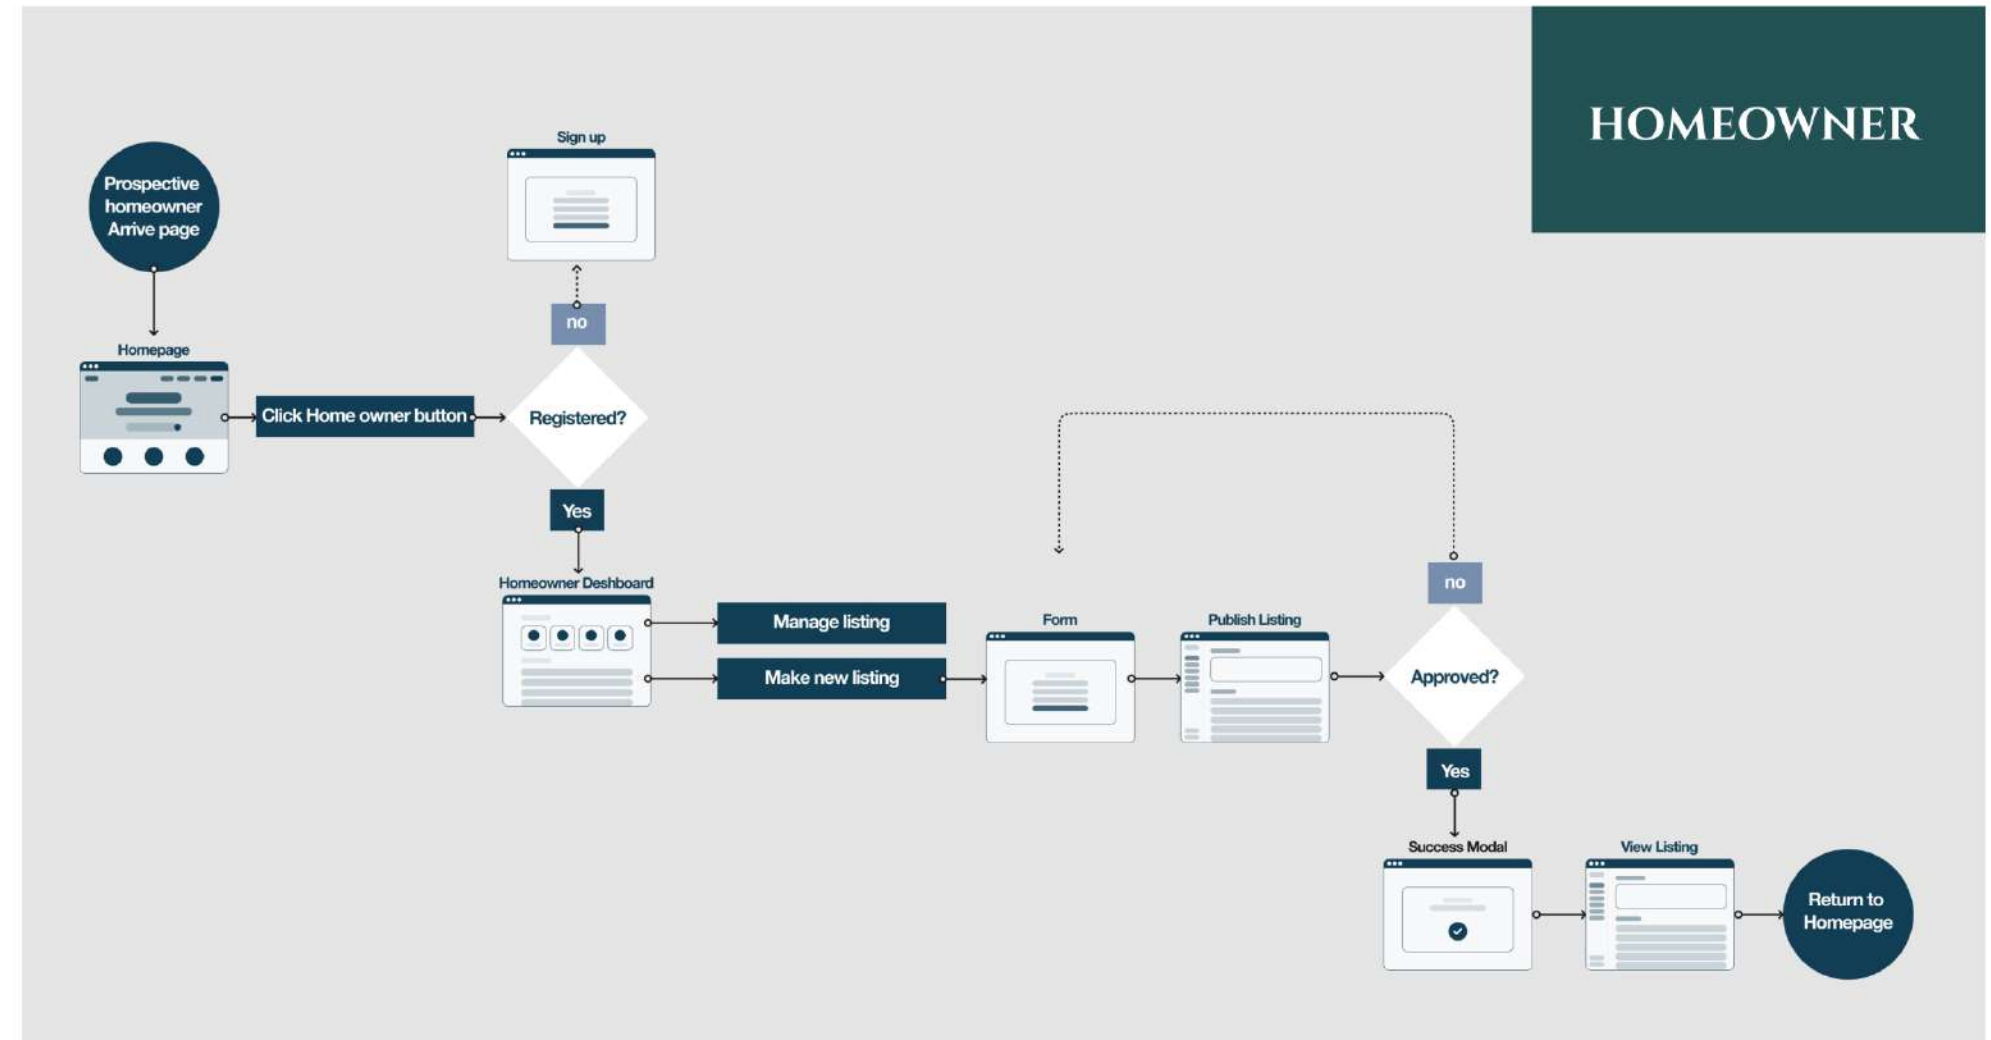 HOMEOWNER
Sign up
Prospective
homeowner
Arrive page
no
Homepage
Click Home owner button
Registered?
Yes
Homeowner Deshboard
Manage listing
Make new listing
Form
Publish Listing
no
Approved?
Yes
Success Modal
View Listing
Return to
Homepage